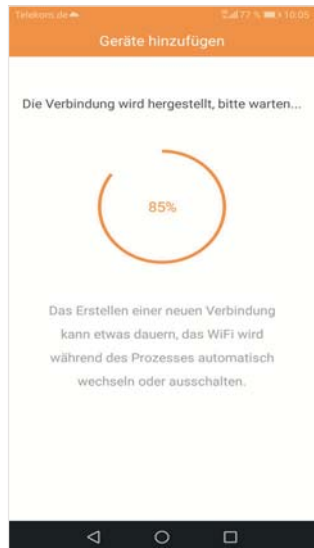 Telekom.de 77 % 10:05
Geräte hinzufügen
Die Verbindung wird hergestellt, bitte warten...
85%
Das Erstellen einer neuen Verbindung
kann etwas dauern, das WiFi wird
während des Prozesses automatisch
wechseln oder ausschalten.